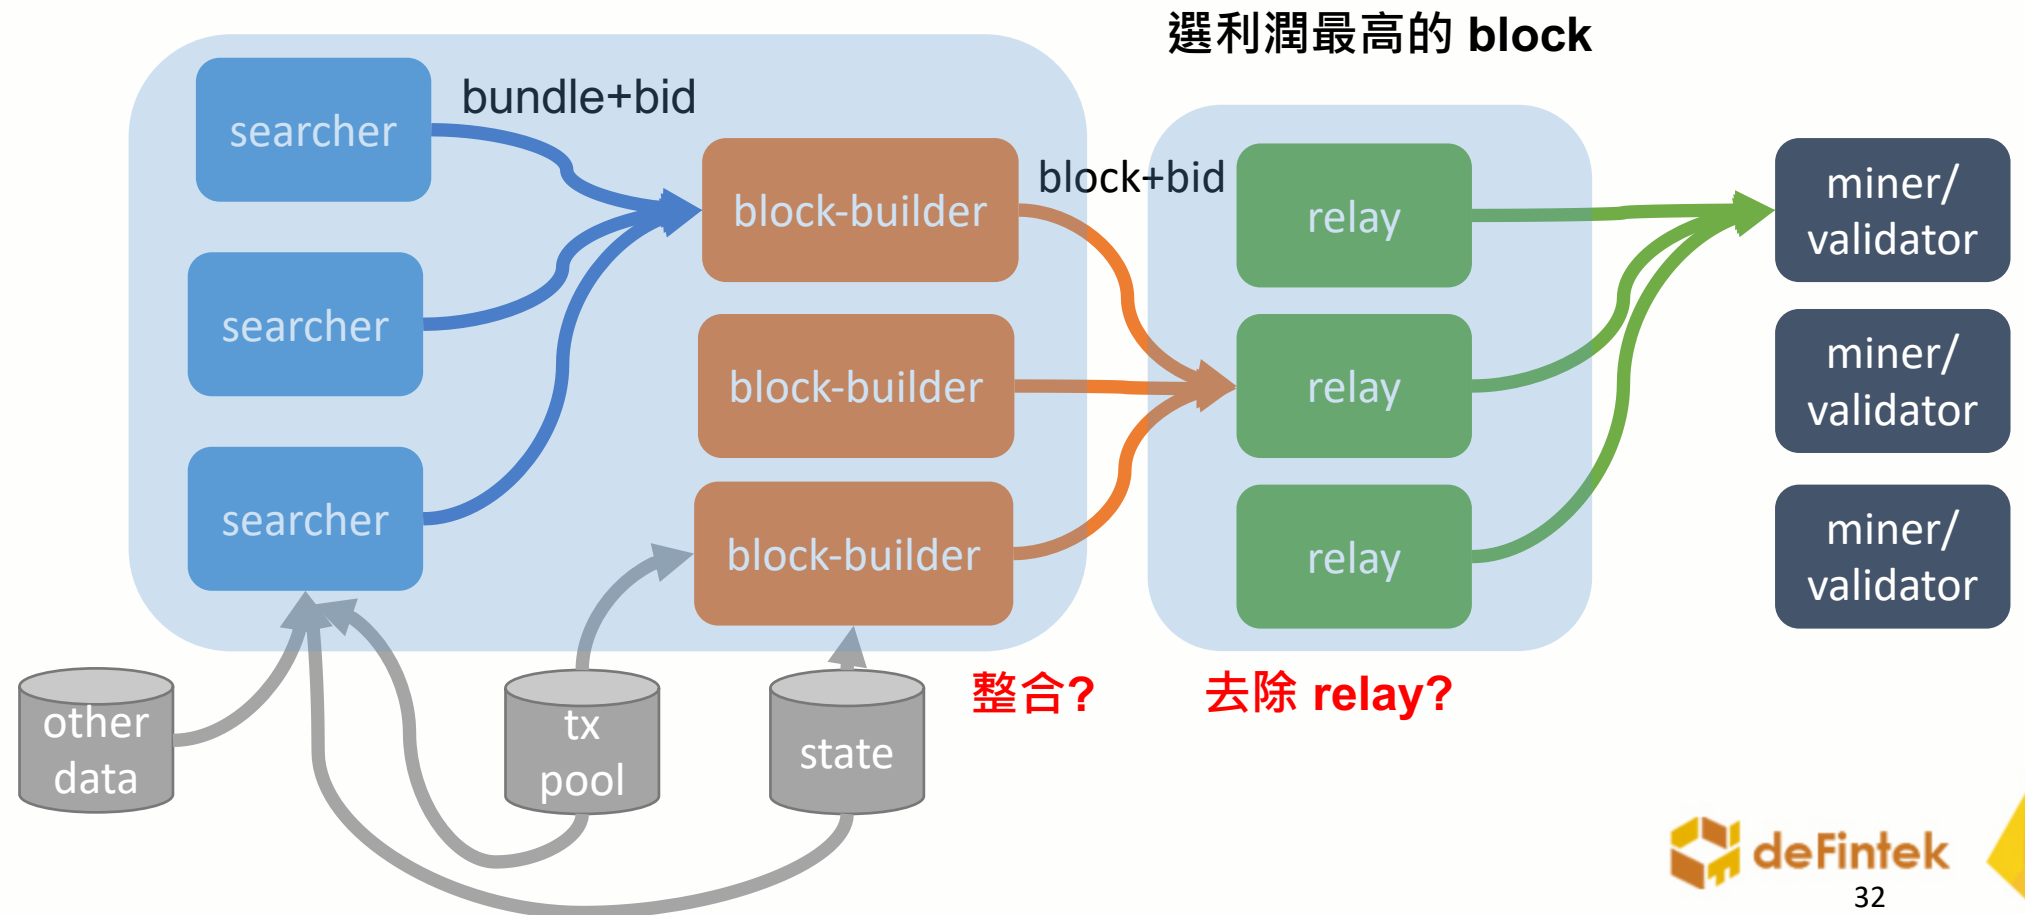 選利潤最高的 block
searcher
bundle+bid
searcher
searcher
block-builder
block-builder
block-builder
block+bid
relay
relay
relay
miner/
validator
miner/
validator
miner/
validator
other
data
tx
pool
state
整合?
去除 relay?
deFintek
32